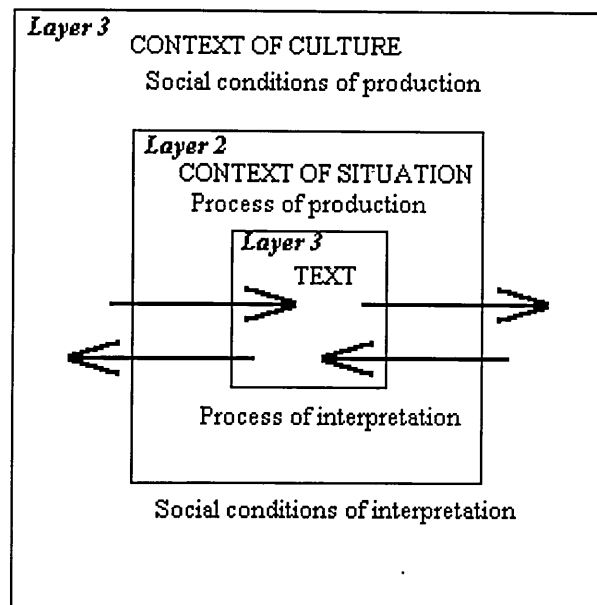 Layer 3
CONTEXT OF CULTURE
Social conditions of production
Layer 2
CONTEXT OF SITUATION
Process of production
Layer 3
TEXT
Process of interpretation
Social conditions of interpretation